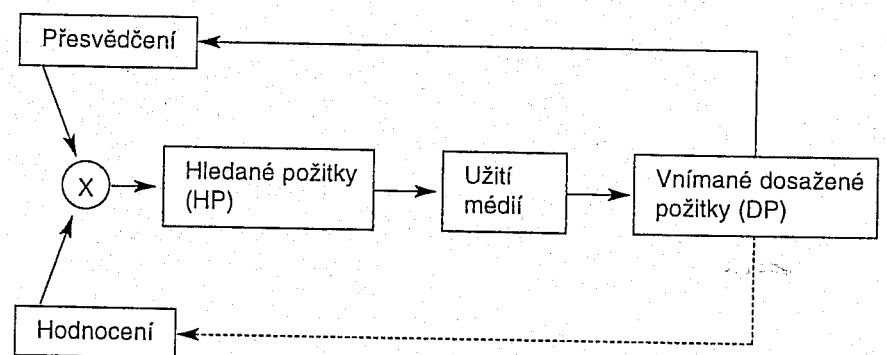 Přesvědčení
X
Hledané požitky
(HP)
Užití
médií
Vnímané dosažené
požitky (DP)
Hodnocení